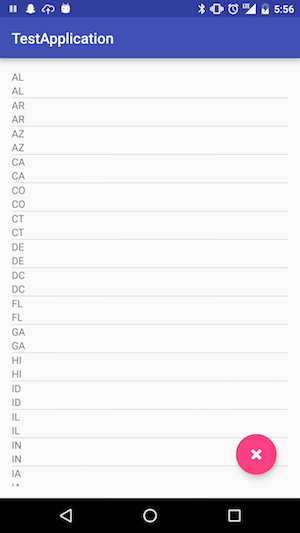 LTE
5:56
TestApplication
AL
AL
AR
AR
AZ
AZ
CA
CA
CO
CO
CT
CT
DE
DE
DC
DC
FL
FL
GA
GA
HI
HI
ID
ID
IL
IL
IN
IN
IA